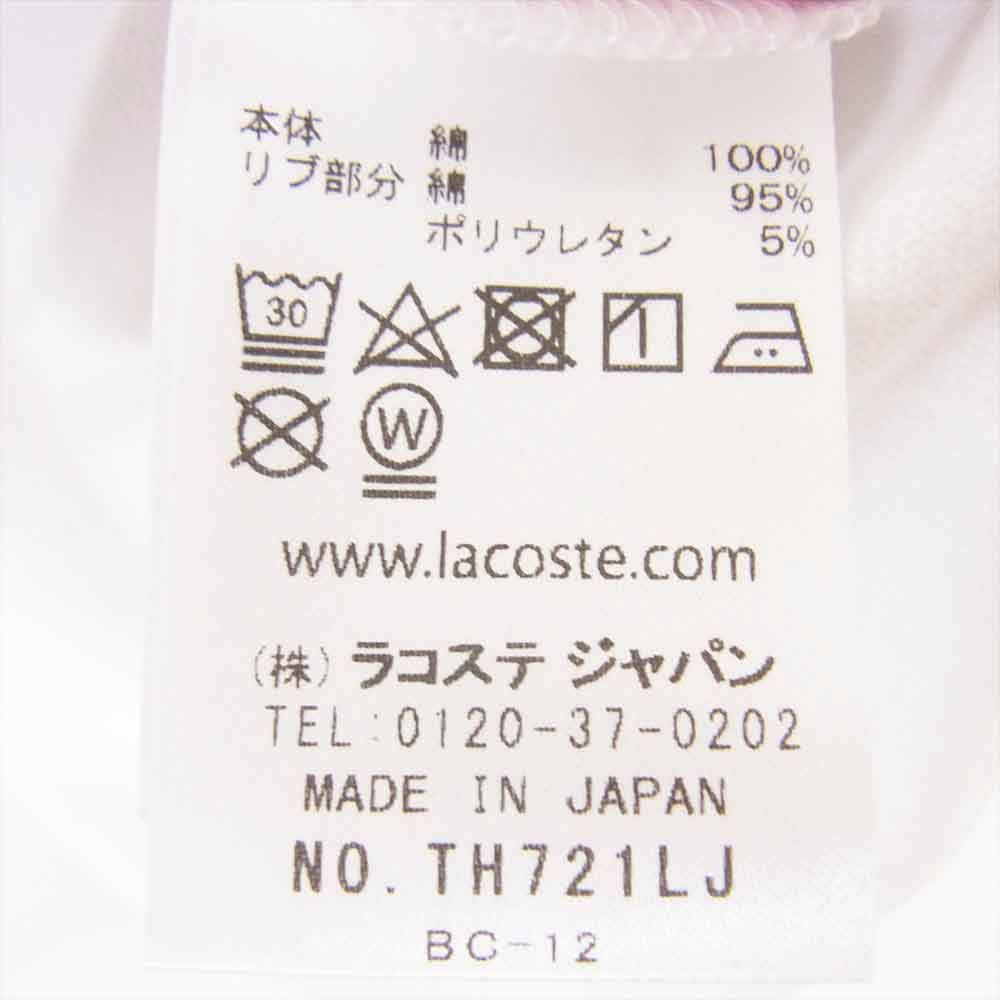 本体 綿 100%
リブ部分 綿 95%
ポリウレタン 5%
30
W
www.lacoste.com
(株) ラコステ ジャパン
TEL:0120-37-0202
MADE IN JAPAN
NO. TH721LJ
BC-12